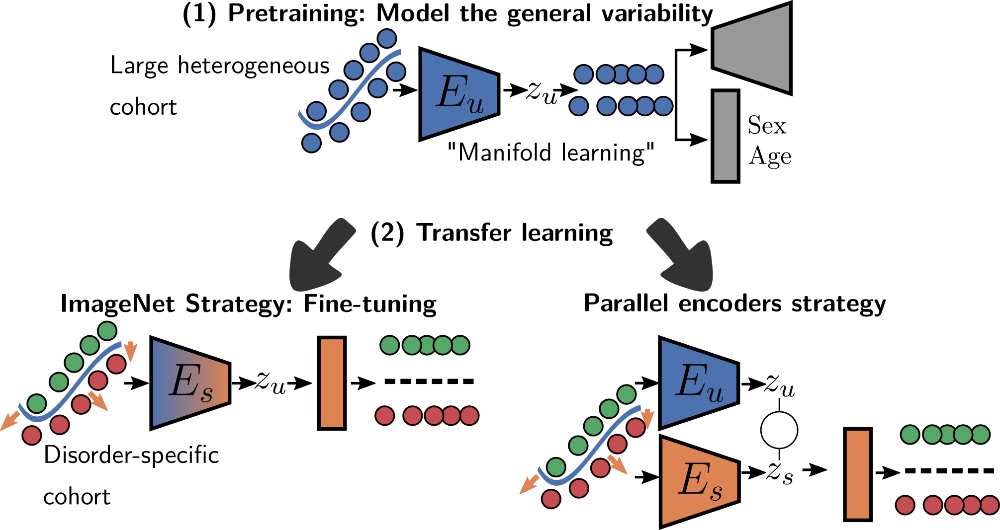 (1) Pretraining: Model the general variability
Large heterogeneous
cohort
E_u
z_u
"Manifold learning"
Sex
Age
(2) Transfer learning
ImageNet Strategy: Fine-tuning
E_s
z_u
Disorder-specific
cohort
Parallel encoders strategy
E_u
z_u
E_s
z_s